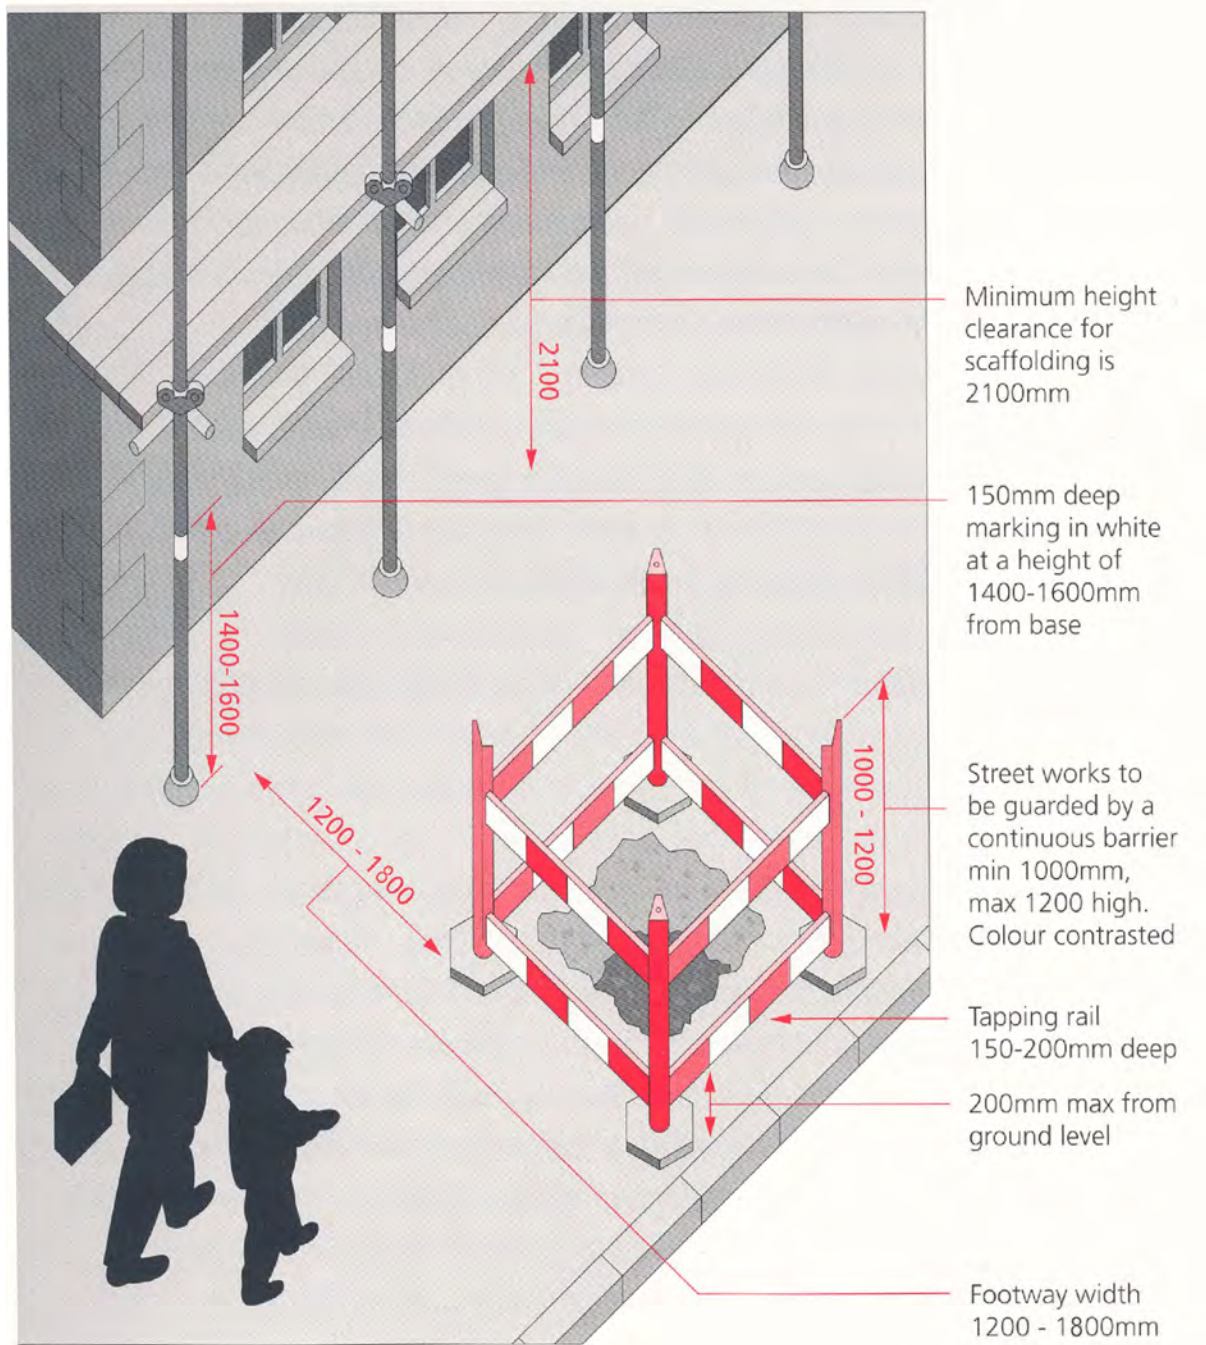 2100
Minimum height
clearance for
scaffolding is
2100mm
150mm deep
marking in white
at a height of
1400-1600mm
from base
1400-1600
1200 - 1800
1000 - 1200
Street works to
be guarded by a
continuous barrier
min 1000mm,
max 1200 high.
Colour contrasted
Tapping rail
150-200mm deep
200mm max from
ground level
Footway width
1200 - 1800mm